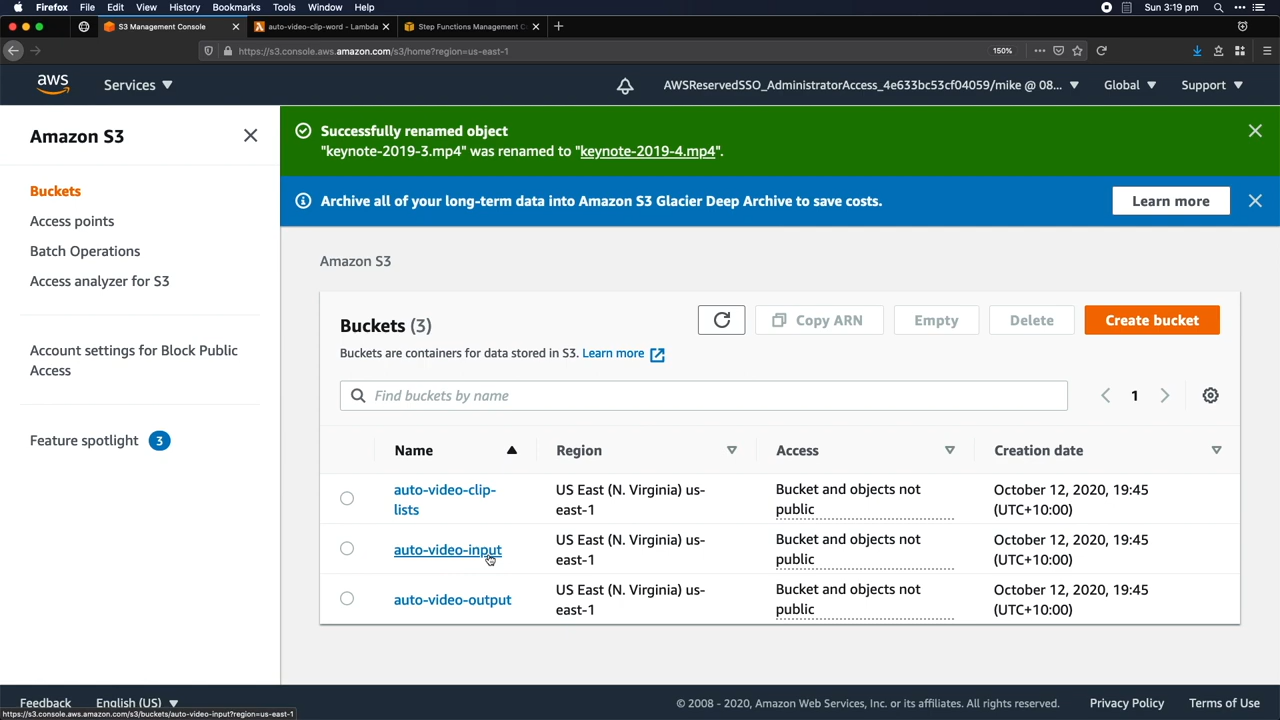 Firefox File Edit View History Bookmarks Tools Window Help Sun 3:19 pm
S3 Management Console auto-video-clip-word - Lambda Step Functions Management C
https://s3.console.aws.amazon.com/s3/home?region=us-east-1 150%
aws Services AWSReservedSSO_AdministratorAccess_4e633bc53cf04059/mike @ 08... Global Support
Amazon S3
Buckets
Access points
Batch Operations
Access analyzer for S3
Account settings for Block Public
Access
Feature spotlight 3
Successfully renamed object
"keynote-2019-3.mp4" was renamed to "keynote-2019-4.mp4".
Archive all of your long-term data into Amazon S3 Glacier Deep Archive to save costs. Learn more
Amazon S3
Buckets (3) Copy ARN Empty Delete Create bucket
Buckets are containers for data stored in S3. Learn more
Find buckets by name 1
Name Region Access Creation date
auto-video-clip- US East (N. Virginia) us- Bucket and objects not October 12, 2020, 19:45
lists east-1 public (UTC+10:00)
auto-video-input US East (N. Virginia) us- Bucket and objects not October 12, 2020, 19:45
east-1 public (UTC+10:00)
auto-video-output US East (N. Virginia) us- Bucket and objects not October 12, 2020, 19:45
east-1 public (UTC+10:00)
Feedback English (US) © 2008 - 2020, Amazon Web Services, Inc. or its affiliates. All rights reserved. Privacy Policy Terms of Use
https://s3.console.aws.amazon.com/s3/buckets/auto-video-input?region=us-east-1